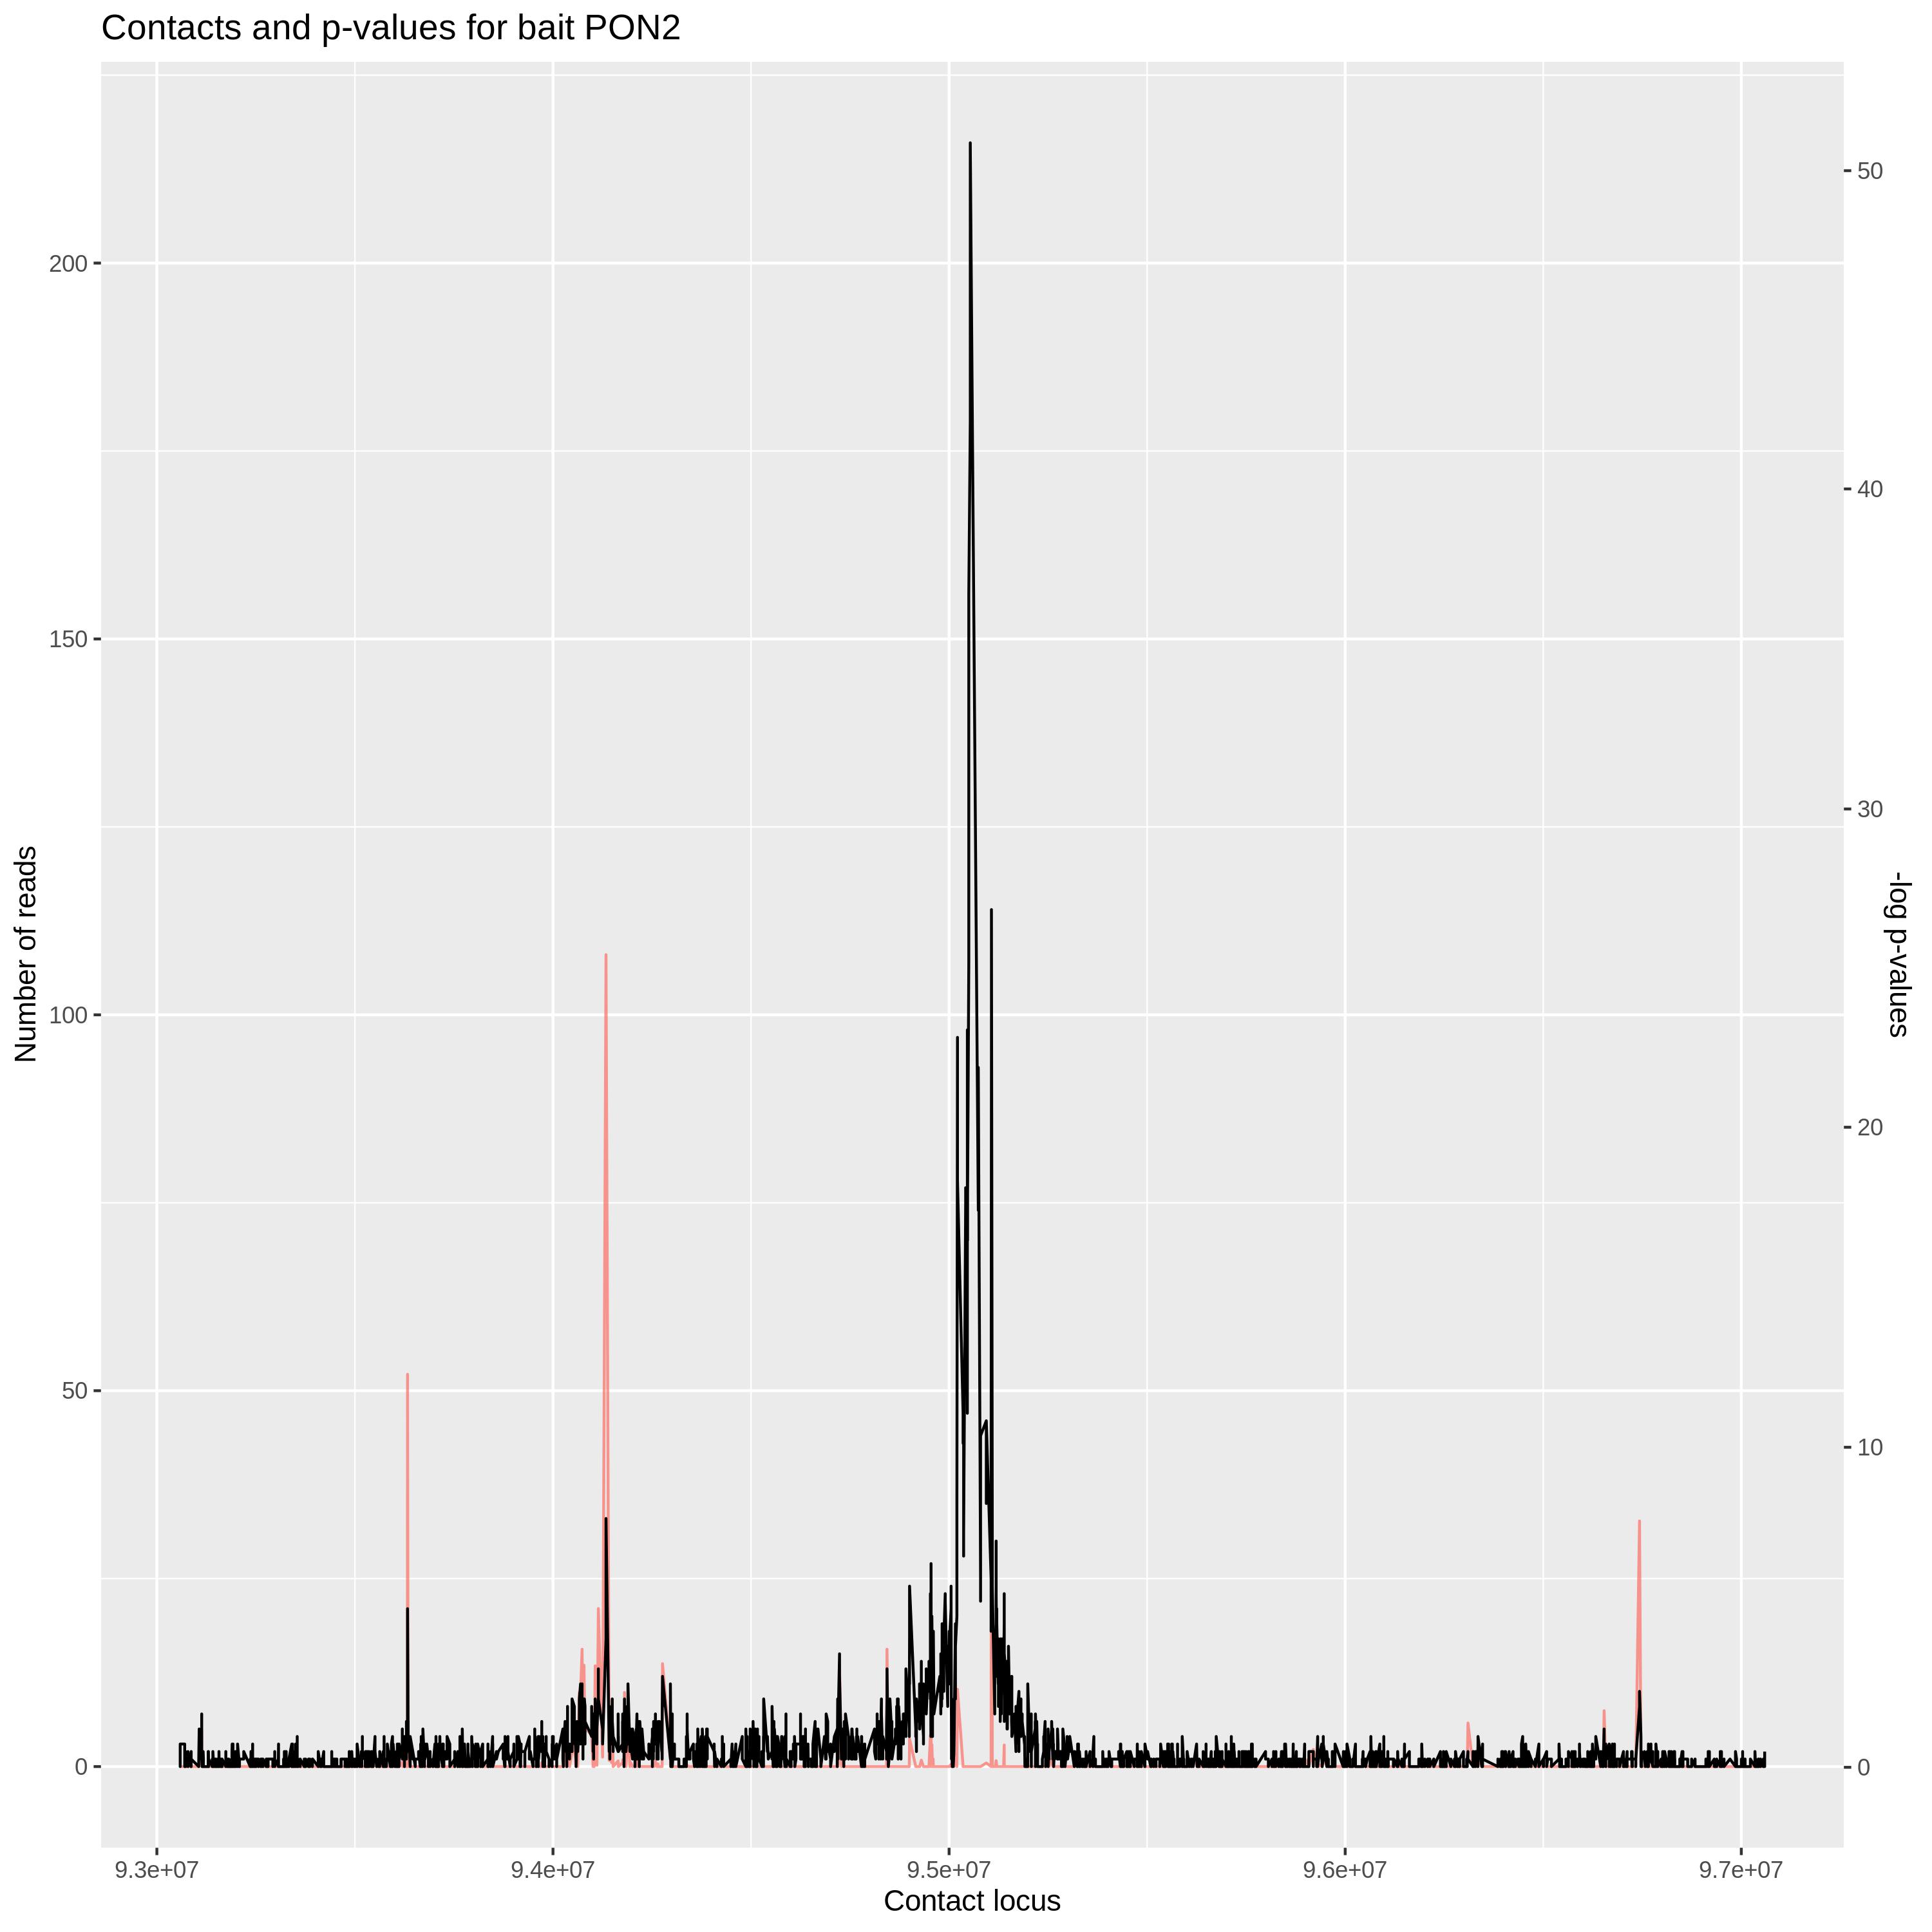 Contacts and p-values for bait PON2
200
150
100
50
0
Number of reads
50
40
30
20
10
0
-log p-values
9.3e+07
9.4e+07
9.5e+07
9.6e+07
9.7e+07
Contact locus